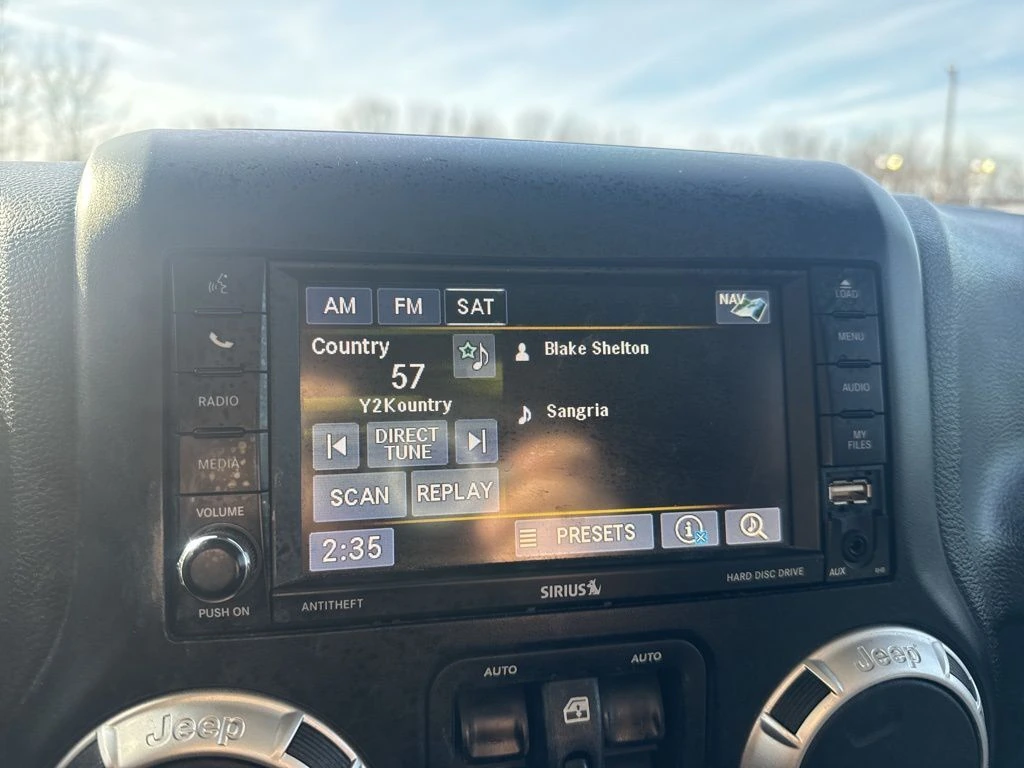 AM FM SAT NAV
Country
57
Y2Kountry
Blake Shelton
Sangria
DIRECT
TUNE
SCAN REPLAY
2:35
PRESETS
RADIO
MEDIA
VOLUME
PUSH ON
LOAD
MENU
AUDIO
MY
FILES
AUX
ANTITHEFT
SIRIUS
HARD DISC DRIVE
AUTO
AUTO
Jeep
Jeep